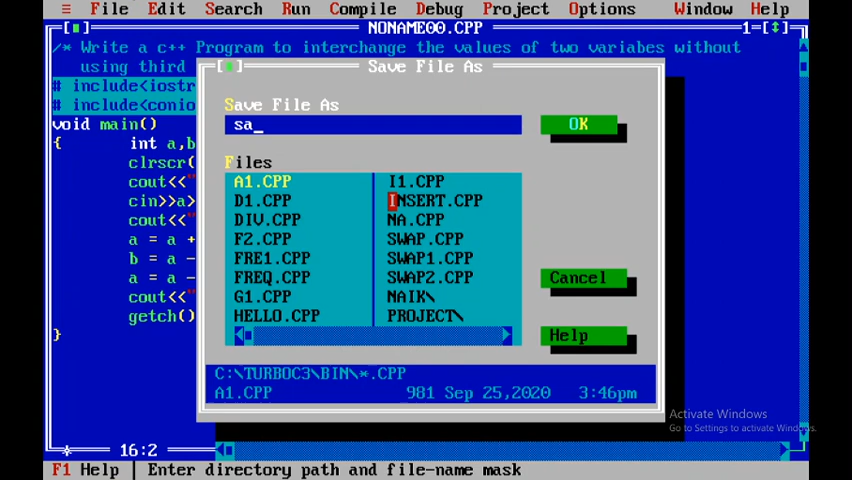 ≡ File Edit Search Run Compile Debug Project Options Window Help
NONAME00.CPP 1=[↕]
/* Write a c++ Program to interchange the values of two variabes without
using third
# include<iostr
# include<conio
void main()
{ int a,b
clrscr(
cout<<"
cin>>a>
cout<<"
a = a +
b = a -
a = a -
cout<<"
getch()
}
Save File As
Save File As
sa_
OK
Files
A1.CPP I1.CPP
D1.CPP INSERT.CPP
DIV.CPP NA.CPP
F2.CPP SWAP.CPP
FRE1.CPP SWAP1.CPP
FREQ.CPP SWAP2.CPP
G1.CPP NAIK\
HELLO.CPP PROJECT\
Cancel
Help
C:\TURBOC3\BIN\*.CPP
A1.CPP 981 Sep 25,2020 3:46pm
Activate Windows
Go to Settings to activate Windows.
16:2
F1 Help | Enter directory path and file-name mask